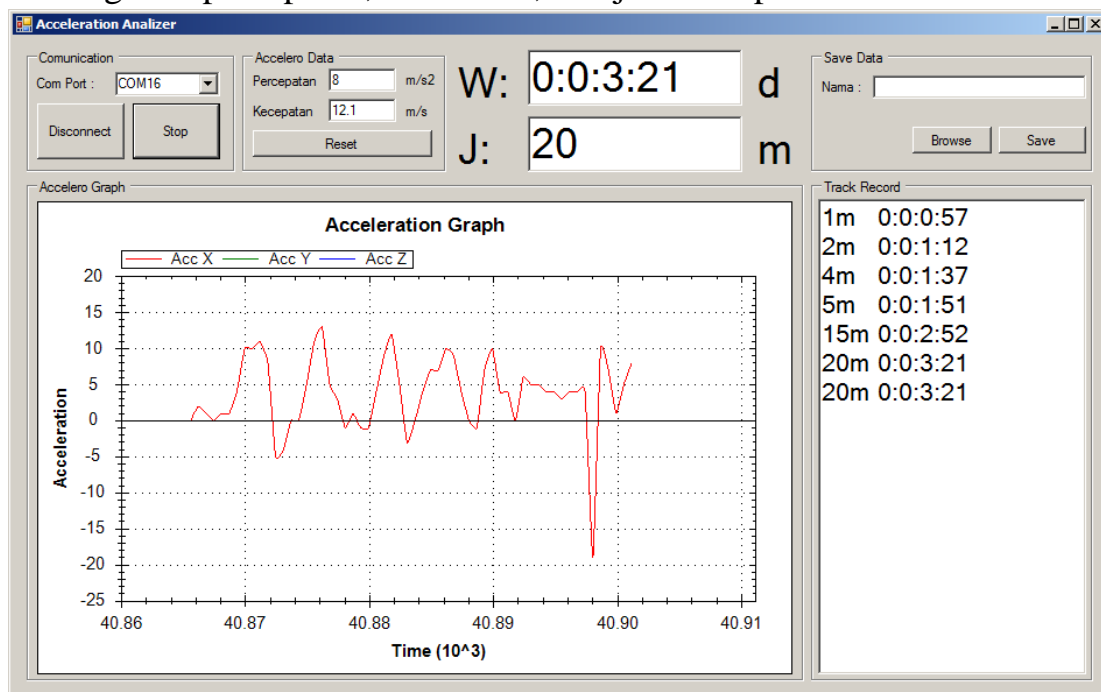 Acceleration Analizer
Comunication
Com Port : COM16
Disconnect Stop
Accelero Data
Percepatan 8 m/s2
Kecepatan 12.1 m/s
Reset
W: 0:0:3:21 d
J: 20 m
Save Data
Nama :
Browse Save
Accelero Graph
Acceleration Graph
Acc X Acc Y Acc Z
20
15
10
5
0
-5
-10
-15
-20
-25
Acceleration
40.86 40.87 40.88 40.89 40.90 40.91
Time (10^3)
Track Record
1m 0:0:0:57
2m 0:0:1:12
4m 0:0:1:37
5m 0:0:1:51
15m 0:0:2:52
20m 0:0:3:21
20m 0:0:3:21